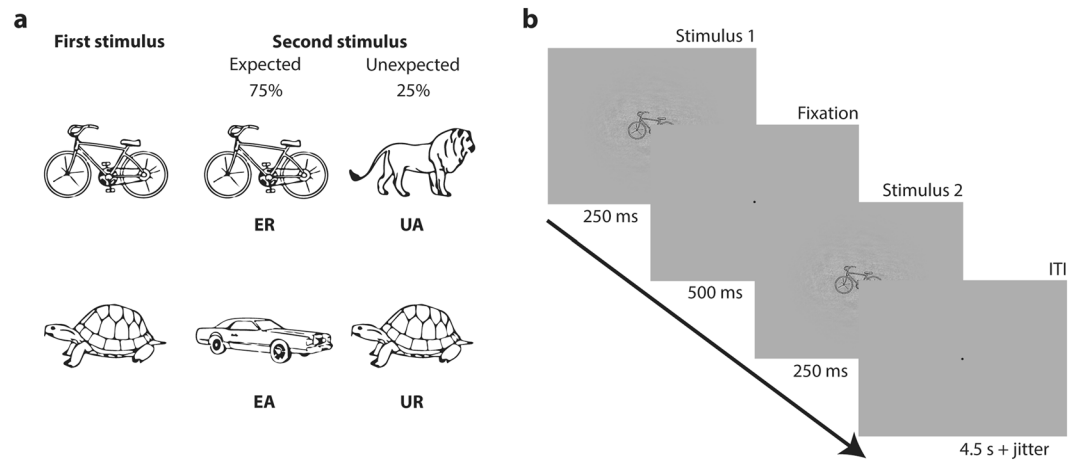 a
First stimulus
Second stimulus
Expected
Unexpected
75%
25%
ER
UA
EA
UR
b
Stimulus 1
250 ms
Fixation
500 ms
Stimulus 2
250 ms
ITI
4.5 s + jitter